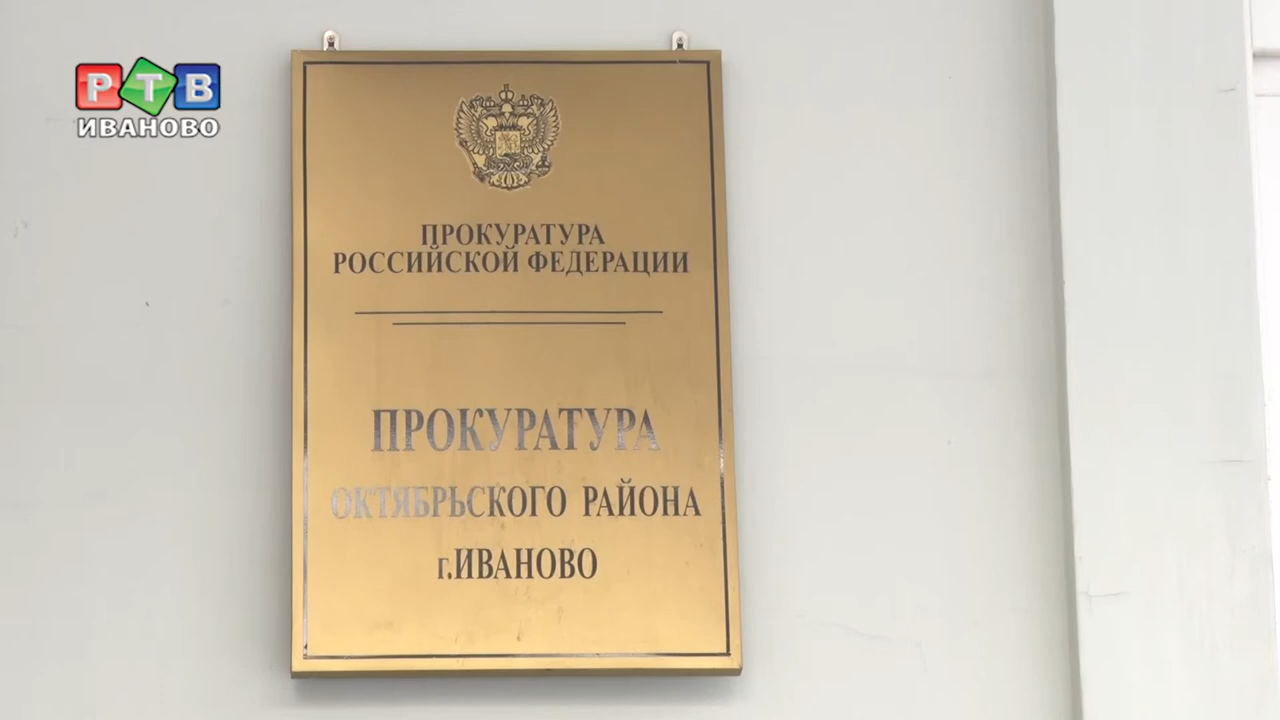 РТВ
ИВАНОВО
ПРОКУРАТУРА
РОССИЙСКОЙ ФЕДЕРАЦИИ
ПРОКУРАТУРА
ОКТЯБРЬСКОГО РАЙОНА
г.ИВАНОВО